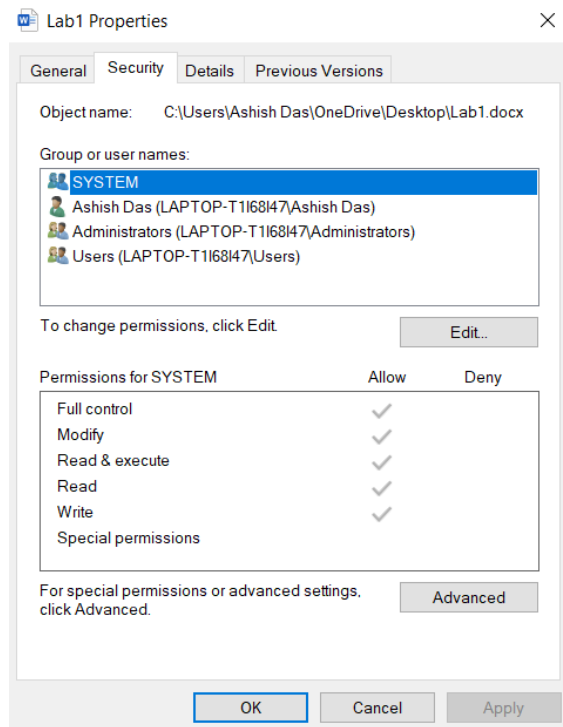 Lab1 Properties
General Security Details Previous Versions
Object name: C:\Users\Ashish Das\OneDrive\Desktop\Lab1.docx
Group or user names:
SYSTEM
Ashish Das (LAPTOP-T1I68I47\Ashish Das)
Administrators (LAPTOP-T1I68I47\Administrators)
Users (LAPTOP-T1I68I47\Users)
To change permissions, click Edit. Edit...
Permissions for SYSTEM Allow Deny
Full control
Modify
Read & execute
Read
Write
Special permissions
For special permissions or advanced settings,
click Advanced. Advanced
OK Cancel Apply